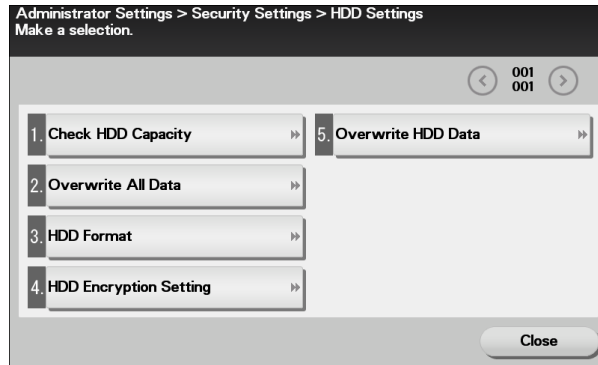 Administrator Settings > Security Settings > HDD Settings
Make a selection.
001
001
1. Check HDD Capacity
2. Overwrite All Data
3. HDD Format
4. HDD Encryption Setting
5. Overwrite HDD Data
Close